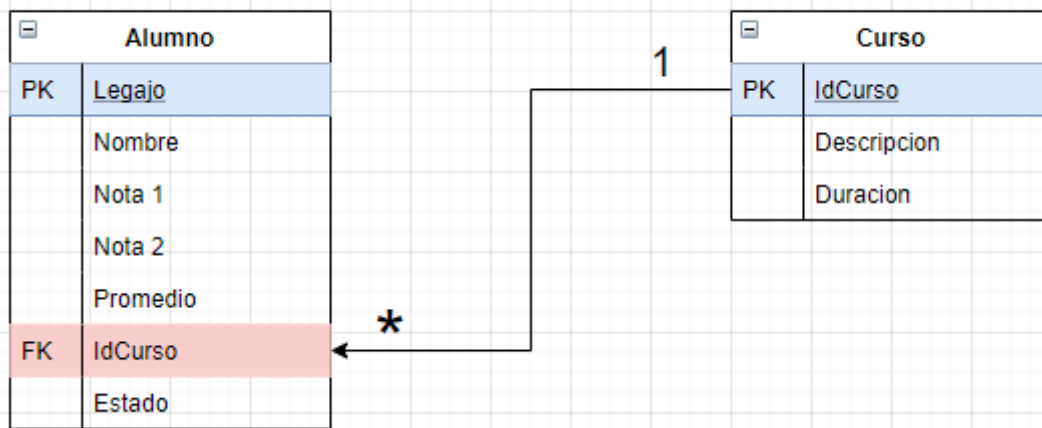 Alumno
PK Legajo
Nombre
Nota 1
Nota 2
Promedio
FK IdCurso
Estado
1
*
Curso
PK IdCurso
Descripcion
Duracion